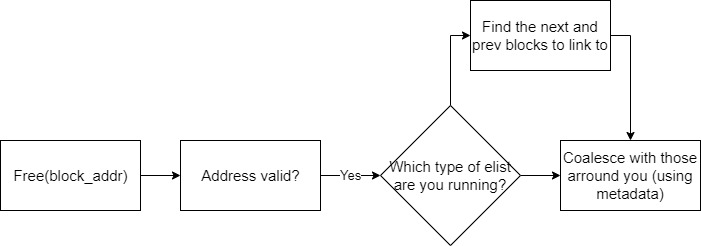 Find the next and
prev blocks to link to
Free(block_addr)
Address valid?
Yes
Which type of elist
are you running?
Coalesce with those
arround you (using
metadata)